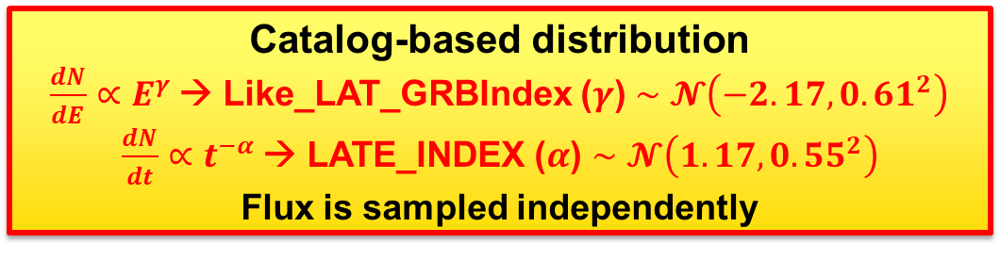 Catalog-based distribution
dN/dE ∝ E^γ → Like_LAT_GRBIndex (γ) ~ 𝒩(−2.17, 0.61²)
dN/dt ∝ t^−α → LATE_INDEX (α) ~ 𝒩(1.17, 0.55²)
Flux is sampled independently